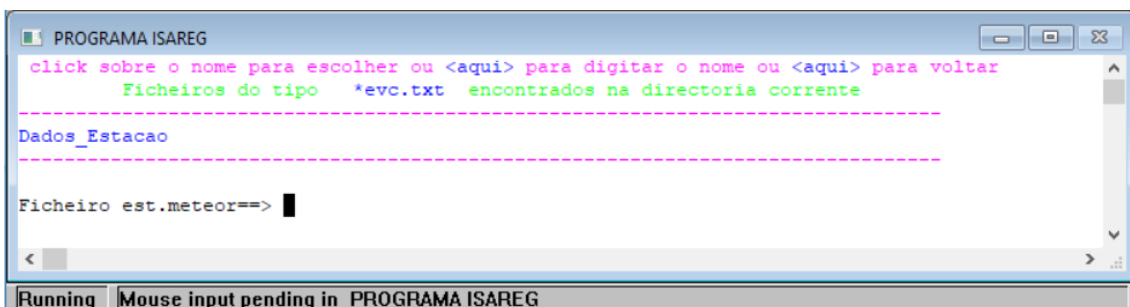 PROGRAMA ISAREG
click sobre o nome para escolher ou <aqui> para digitar o nome ou <aqui> para voltar
Ficheiros do tipo *evc.txt encontrados na directoria corrente
--------------------------------------------------------------------------------
Dados_Estacao
--------------------------------------------------------------------------------
Ficheiro est.meteor==>
Running Mouse input pending in PROGRAMA ISAREG